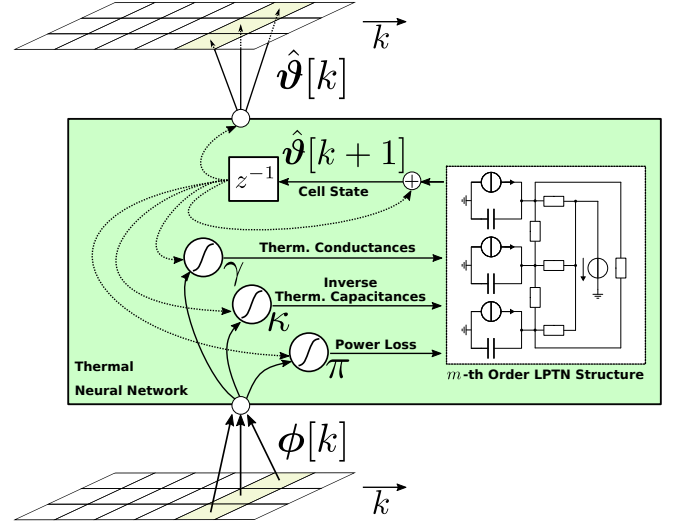 k
ϑ̂[k]
ϑ̂[k + 1]
z⁻¹
Cell State
Therm. Conductances
γ
Inverse
Therm. Capacitances
κ
Power Loss
π
Thermal
Neural Network
m-th Order LPTN Structure
ϕ[k]
k